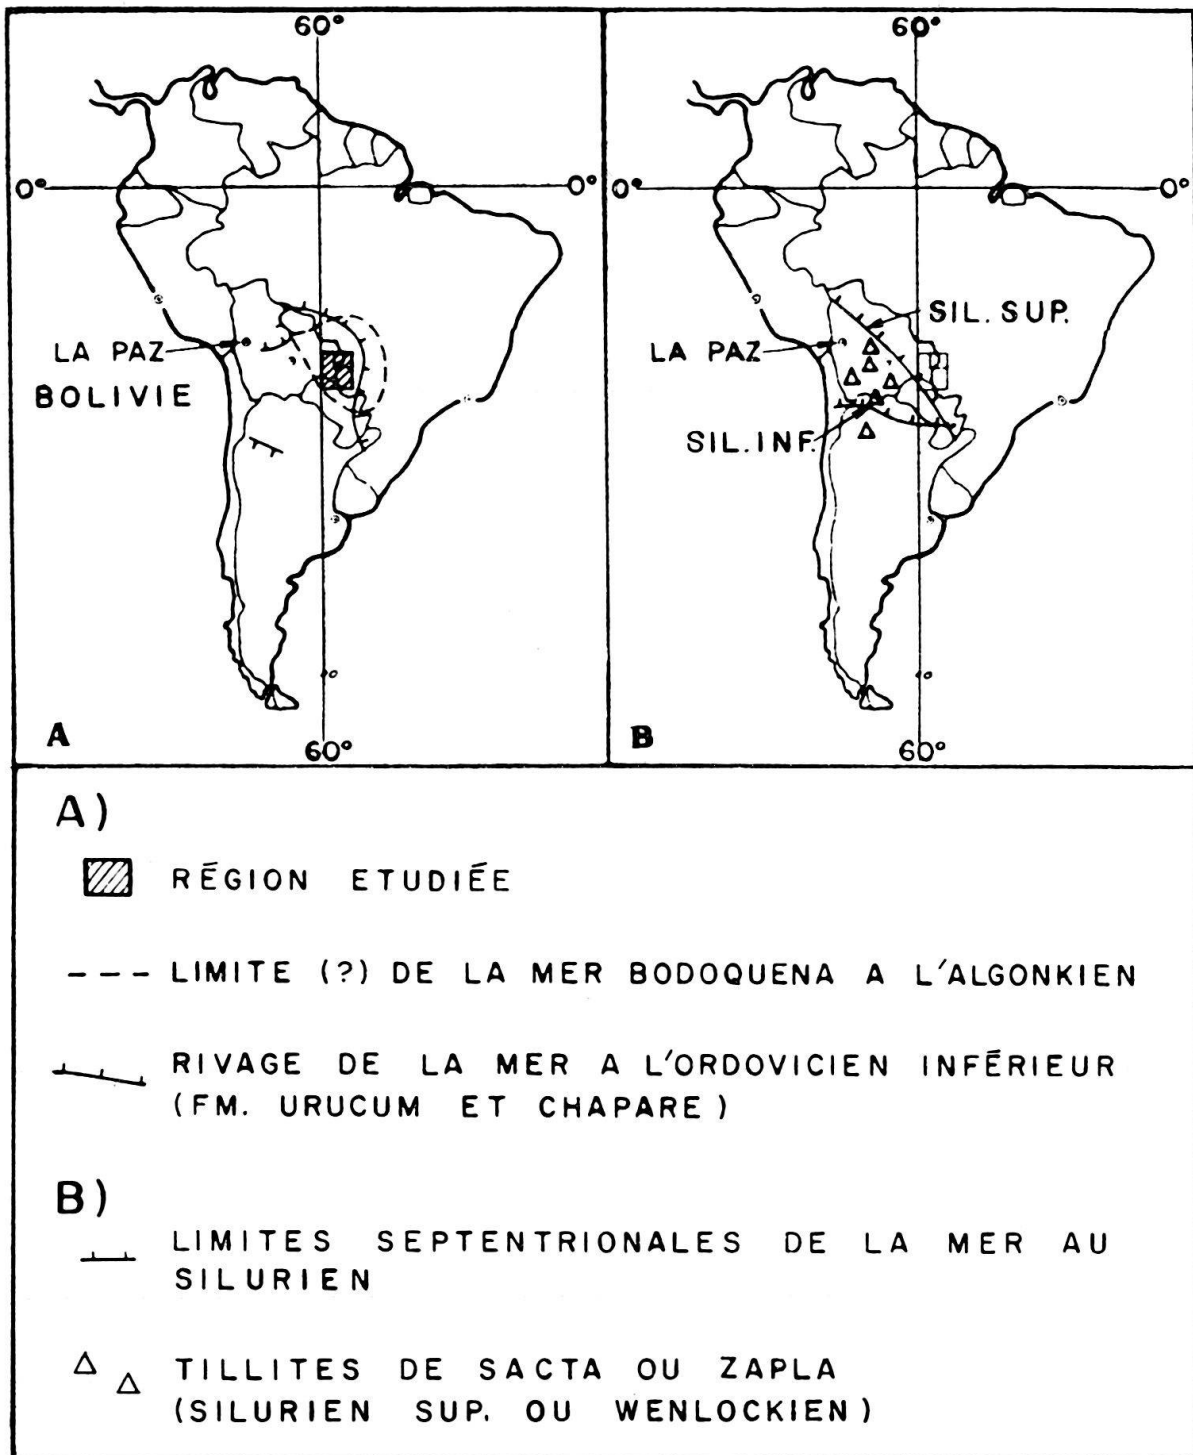 60° 60°
0° 0° 0° 0°
SIL. SUP.
LA PAZ LA PAZ
BOLIVIE
SIL. INF.
A B
60° 60°
A)
RÉGION ETUDIÉE
LIMITE (?) DE LA MER BODOQUENA A L'ALGONKIEN
RIVAGE DE LA MER A L'ORDOVICIEN INFÉRIEUR
(FM. URUCUM ET CHAPARE)
B)
LIMITES SEPTENTRIONALES DE LA MER AU
SILURIEN
TILLITES DE SACTA OU ZAPLA
(SILURIEN SUP. OU WENLOCKIEN)